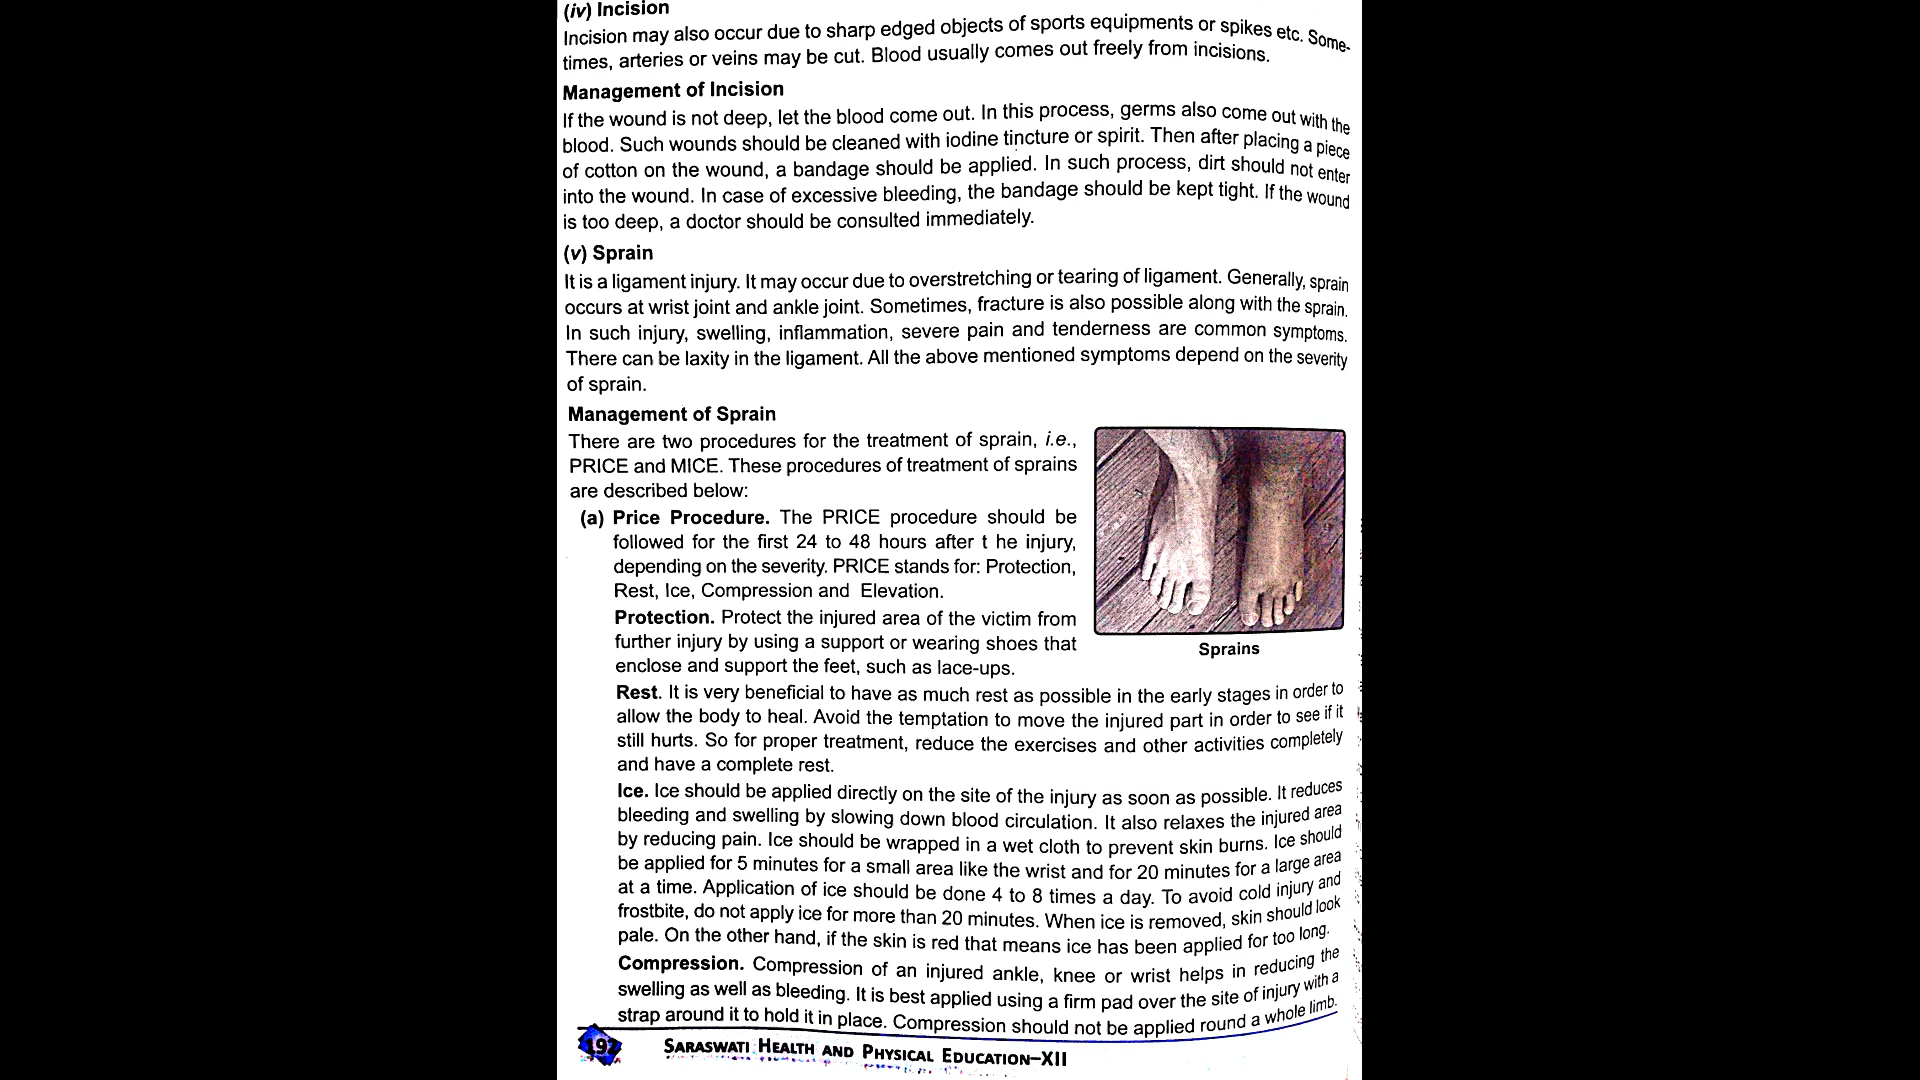 (iv) Incision
Incision may also occur due to sharp edged objects of sports equipments or spikes etc. Some-
times, arteries or veins may be cut. Blood usually comes out freely from incisions.
Management of Incision
If the wound is not deep, let the blood come out. In this process, germs also come out with the
blood. Such wounds should be cleaned with iodine tincture or spirit. Then after placing a piece
of cotton on the wound, a bandage should be applied. In such process, dirt should not enter
into the wound. In case of excessive bleeding, the bandage should be kept tight. If the wound
is too deep, a doctor should be consulted immediately.
(v) Sprain
It is a ligament injury. It may occur due to overstretching or tearing of ligament. Generally, sprain
occurs at wrist joint and ankle joint. Sometimes, fracture is also possible along with the sprain.
In such injury, swelling, inflammation, severe pain and tenderness are common symptoms.
There can be laxity in the ligament. All the above mentioned symptoms depend on the severity
of sprain.
Management of Sprain
There are two procedures for the treatment of sprain, i.e.,
PRICE and MICE. These procedures of treatment of sprains
are described below:
(a) Price Procedure. The PRICE procedure should be
followed for the first 24 to 48 hours after t he injury,
depending on the severity. PRICE stands for: Protection,
Rest, Ice, Compression and Elevation.
Protection. Protect the injured area of the victim from
further injury by using a support or wearing shoes that
enclose and support the feet, such as lace-ups.
Sprains
Rest. It is very beneficial to have as much rest as possible in the early stages in order to
allow the body to heal. Avoid the temptation to move the injured part in order to see if it
still hurts. So for proper treatment, reduce the exercises and other activities completely
and have a complete rest.
Ice. Ice should be applied directly on the site of the injury as soon as possible. It reduces
bleeding and swelling by slowing down blood circulation. It also relaxes the injured area
by reducing pain. Ice should be wrapped in a wet cloth to prevent skin burns. Ice should
be applied for 5 minutes for a small area like the wrist and for 20 minutes for a large area
at a time. Application of ice should be done 4 to 8 times a day. To avoid cold injury and
frostbite, do not apply ice for more than 20 minutes. When ice is removed, skin should look
pale. On the other hand, if the skin is red that means ice has been applied for too long.
Compression. Compression of an injured ankle, knee or wrist helps in reducing the
swelling as well as bleeding. It is best applied using a firm pad over the site of injury with a
strap around it to hold it in place. Compression should not be applied round a whole limb.
192 SARASWATI HEALTH AND PHYSICAL EDUCATION–XII